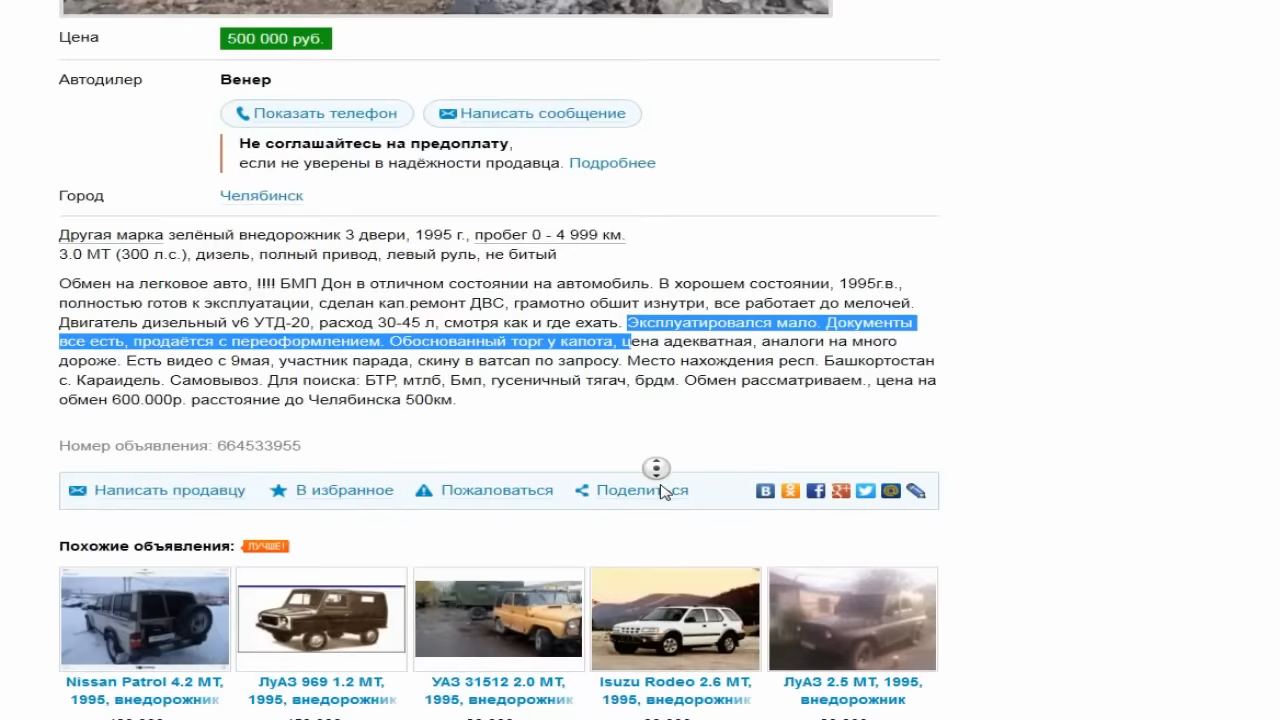 Цена
500 000 руб.
Автодилер
Венер
Показать телефон
Написать сообщение
Не соглашайтесь на предоплату,
если не уверены в надёжности продавца. Подробнее
Город
Челябинск
Другая марка зелёный внедорожник 3 двери, 1995 г., пробег 0 - 4 999 км.
3.0 МТ (300 л.с.), дизель, полный привод, левый руль, не битый
Обмен на легковое авто, !!!! БМП Дон в отличном состоянии на автомобиль. В хорошем состоянии, 1995г.в.,
полностью готов к эксплуатации, сделан кап.ремонт ДВС, грамотно обшит изнутри, все работает до мелочей.
Двигатель дизельный v6 УТД-20, расход 30-45 л, смотря как и где ехать. Эксплуатировался мало. Документы
все есть, продаётся с переоформлением. Обоснованный торг у капота, цена адекватная, аналоги на много
дороже. Есть видео с 9мая, участник парада, скину в ватсап по запросу. Место нахождения респ. Башкортостан
с. Караидель. Самовывоз. Для поиска: БТР, мтлб, Бмп, гусеничный тягач, брдм. Обмен рассматриваем., цена на
обмен 600.000р. расстояние до Челябинска 500км.
Номер объявления: 664533955
Написать продавцу
В избранное
Пожаловаться
Поделиться
Похожие объявления:
ЛУЧШЕ!
Nissan Patrol 4.2 МТ,
1995, внедорожник
ЛуАЗ 969 1.2 МТ,
1995, внедорожник
УАЗ 31512 2.0 МТ,
1995, внедорожник
Isuzu Rodeo 2.6 МТ,
1995, внедорожник
ЛуАЗ 2.5 МТ, 1995,
внедорожник